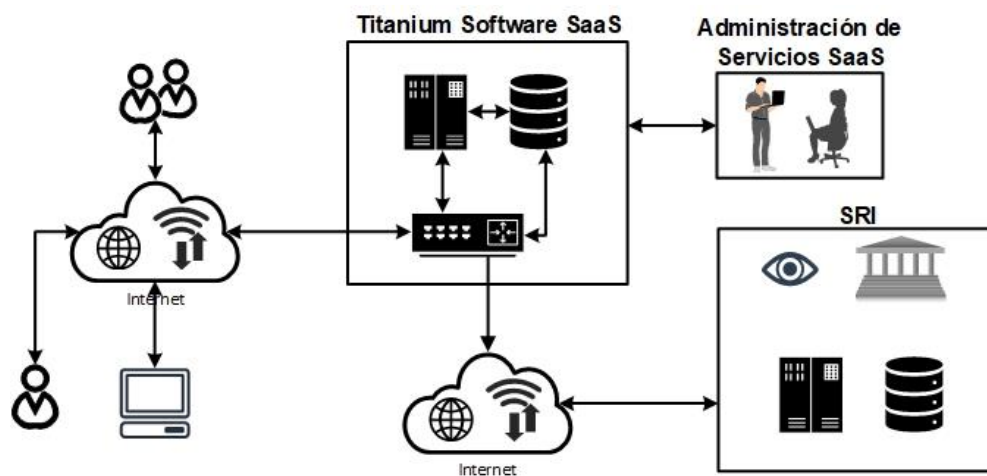 Titanium Software SaaS
Administración de
Servicios SaaS
SRI
Internet
Internet